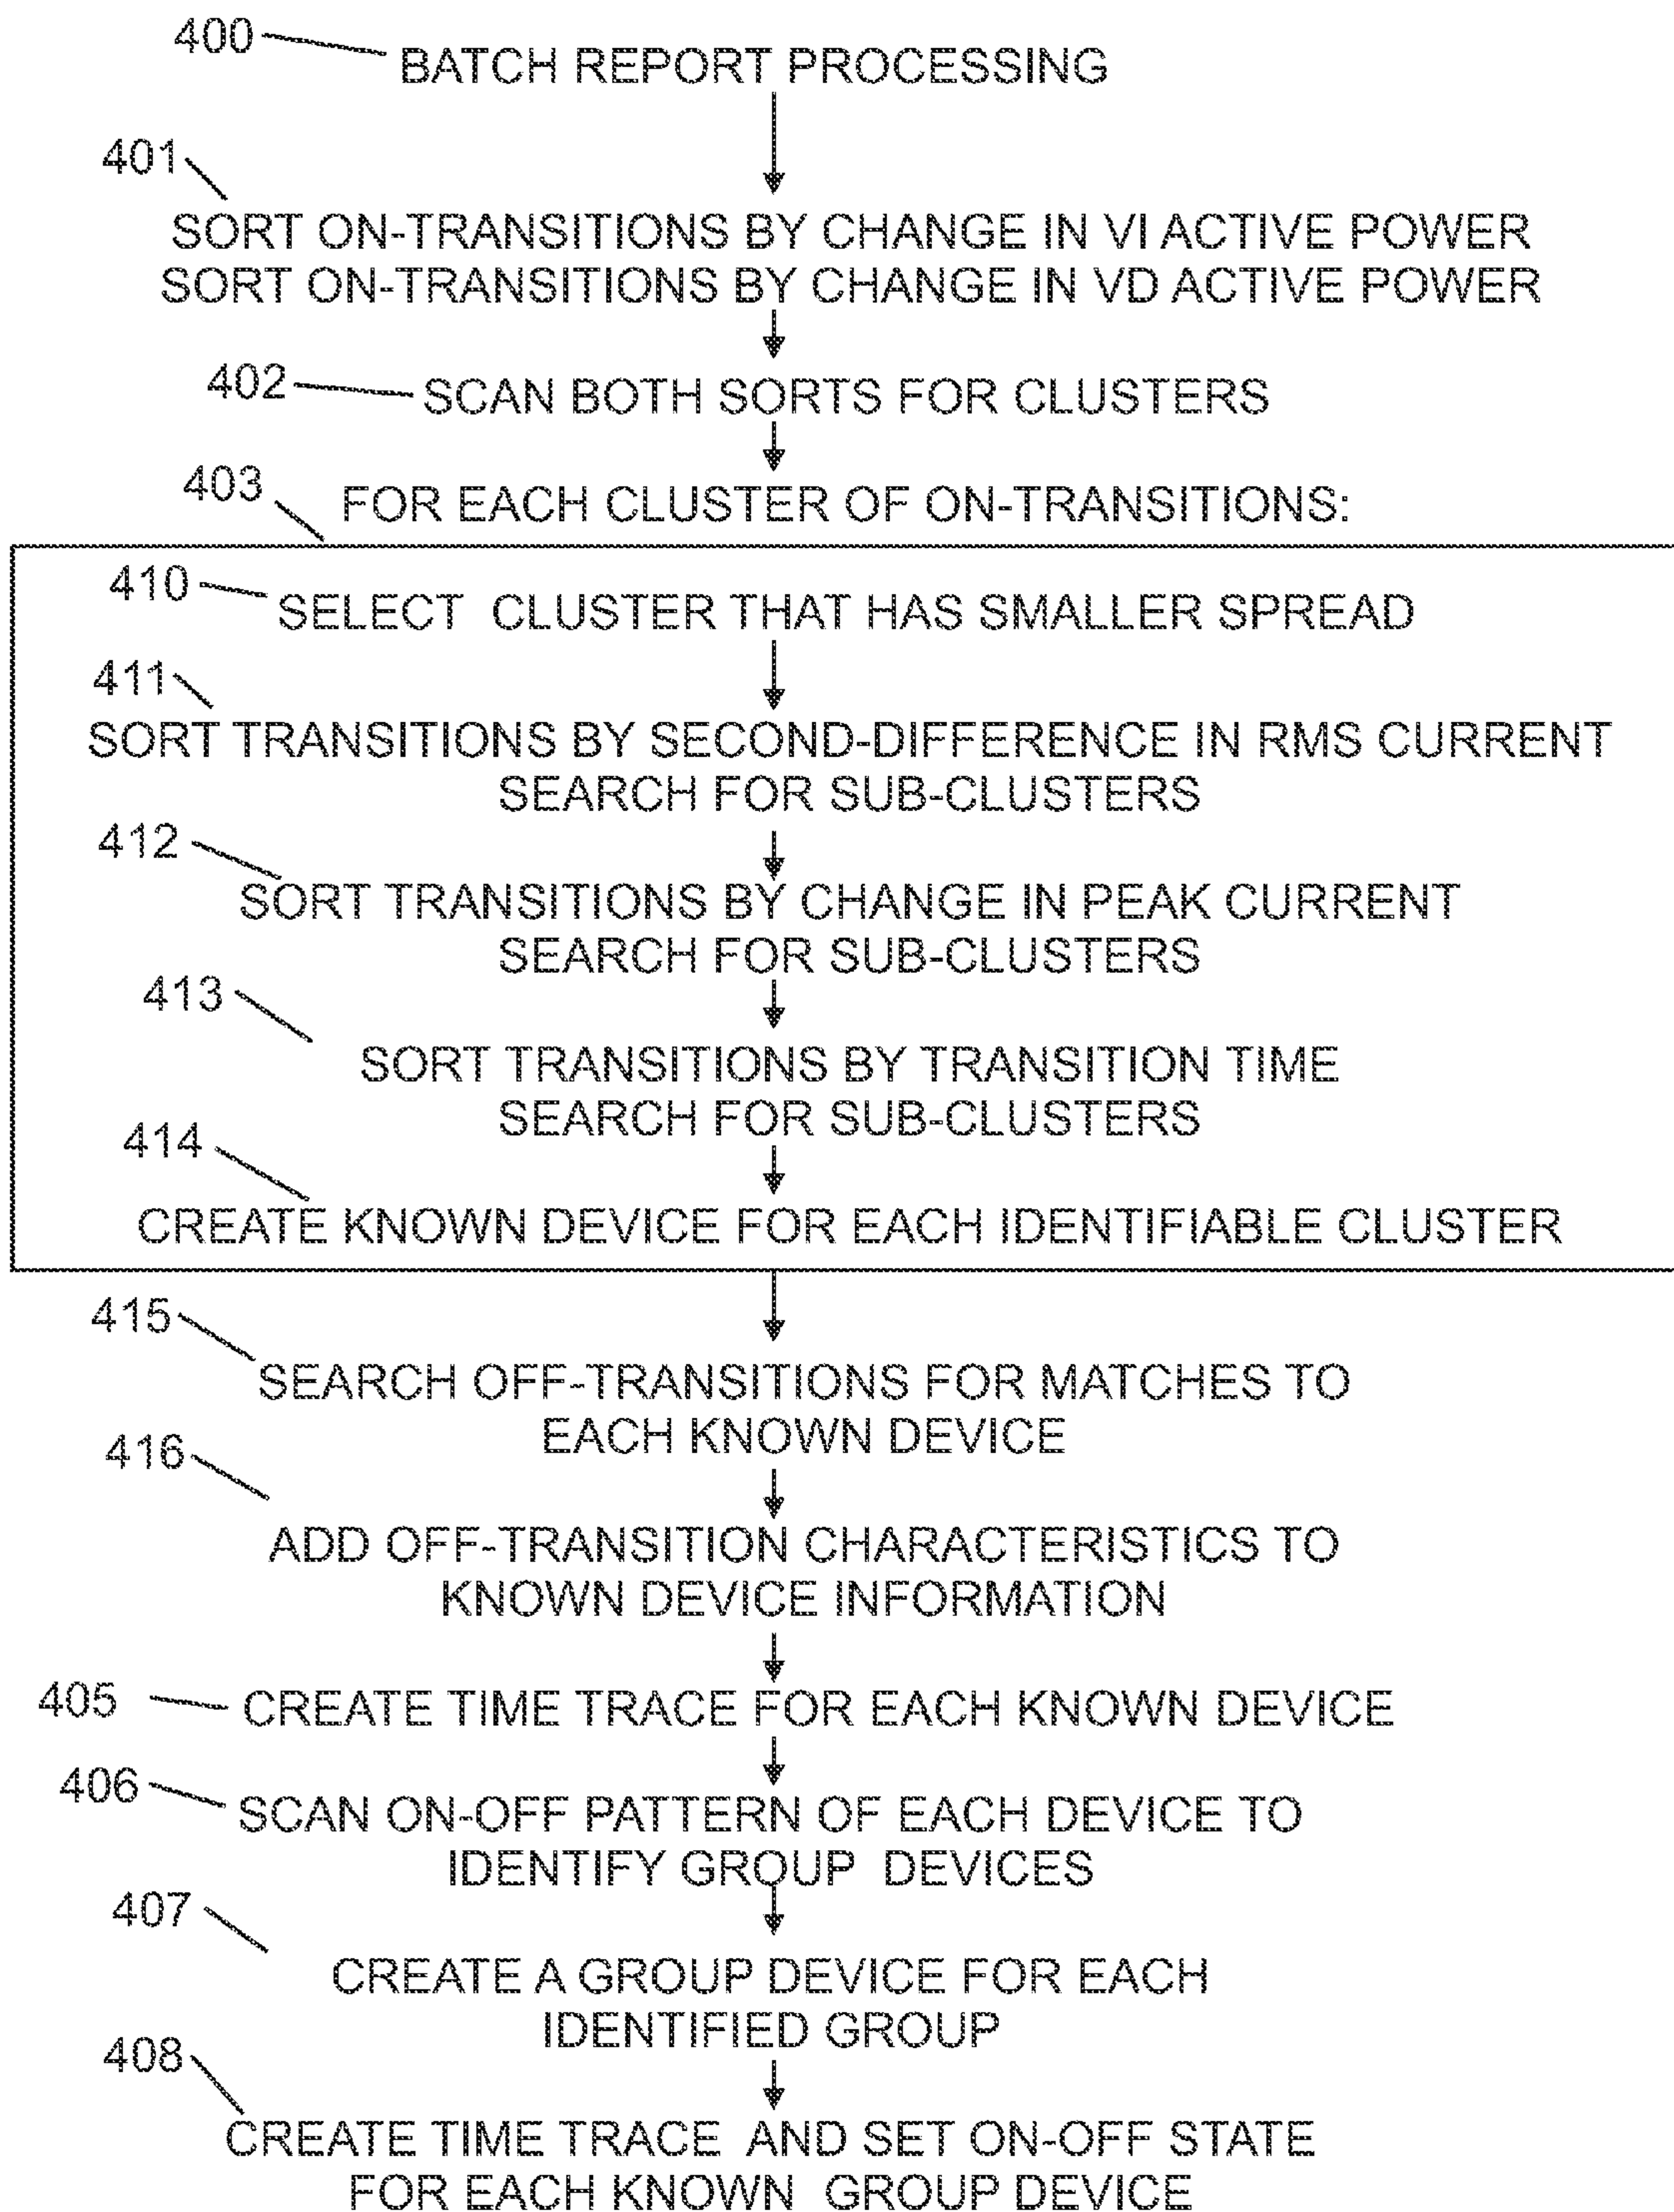 400
BATCH REPORT PROCESSING
401
SORT ON-TRANSITIONS BY CHANGE IN VI ACTIVE POWER
SORT ON-TRANSITIONS BY CHANGE IN VD ACTIVE POWER
402
SCAN BOTH SORTS FOR CLUSTERS
403
FOR EACH CLUSTER OF ON-TRANSITIONS:
410
SELECT CLUSTER THAT HAS SMALLER SPREAD
411
SORT TRANSITIONS BY SECOND-DIFFERENCE IN RMS CURRENT
SEARCH FOR SUB-CLUSTERS
412
SORT TRANSITIONS BY CHANGE IN PEAK CURRENT
SEARCH FOR SUB-CLUSTERS
413
SORT TRANSITIONS BY TRANSITION TIME
SEARCH FOR SUB-CLUSTERS
414
CREATE KNOWN DEVICE FOR EACH IDENTIFIABLE CLUSTER
415
SEARCH OFF-TRANSITIONS FOR MATCHES TO
EACH KNOWN DEVICE
416
ADD OFF-TRANSITION CHARACTERISTICS TO
KNOWN DEVICE INFORMATION
405
CREATE TIME TRACE FOR EACH KNOWN DEVICE
406
SCAN ON-OFF PATTERN OF EACH DEVICE TO
IDENTIFY GROUP DEVICES
407
CREATE A GROUP DEVICE FOR EACH
IDENTIFIED GROUP
408
CREATE TIME TRACE AND SET ON-OFF STATE
FOR EACH KNOWN GROUP DEVICE